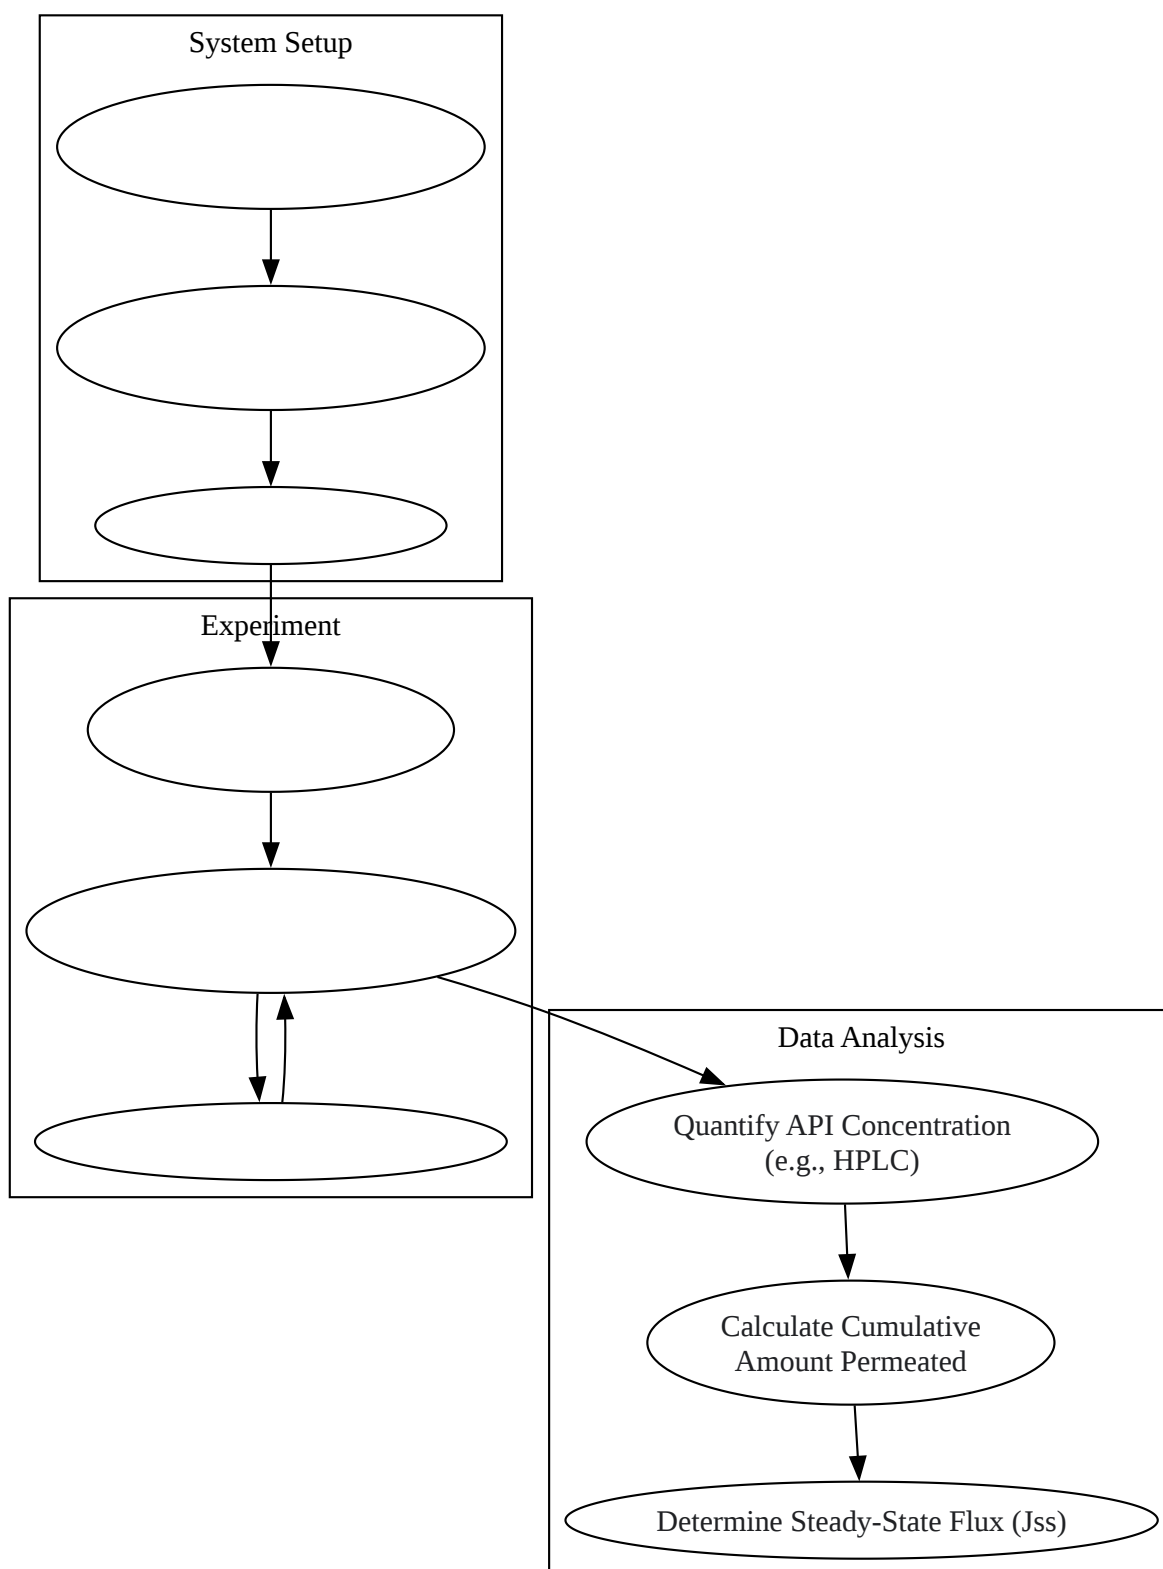 System Setup
Experiment
Data Analysis
Quantify API Concentration
(e.g., HPLC)
Calculate Cumulative
Amount Permeated
Determine Steady-State Flux (Jss)